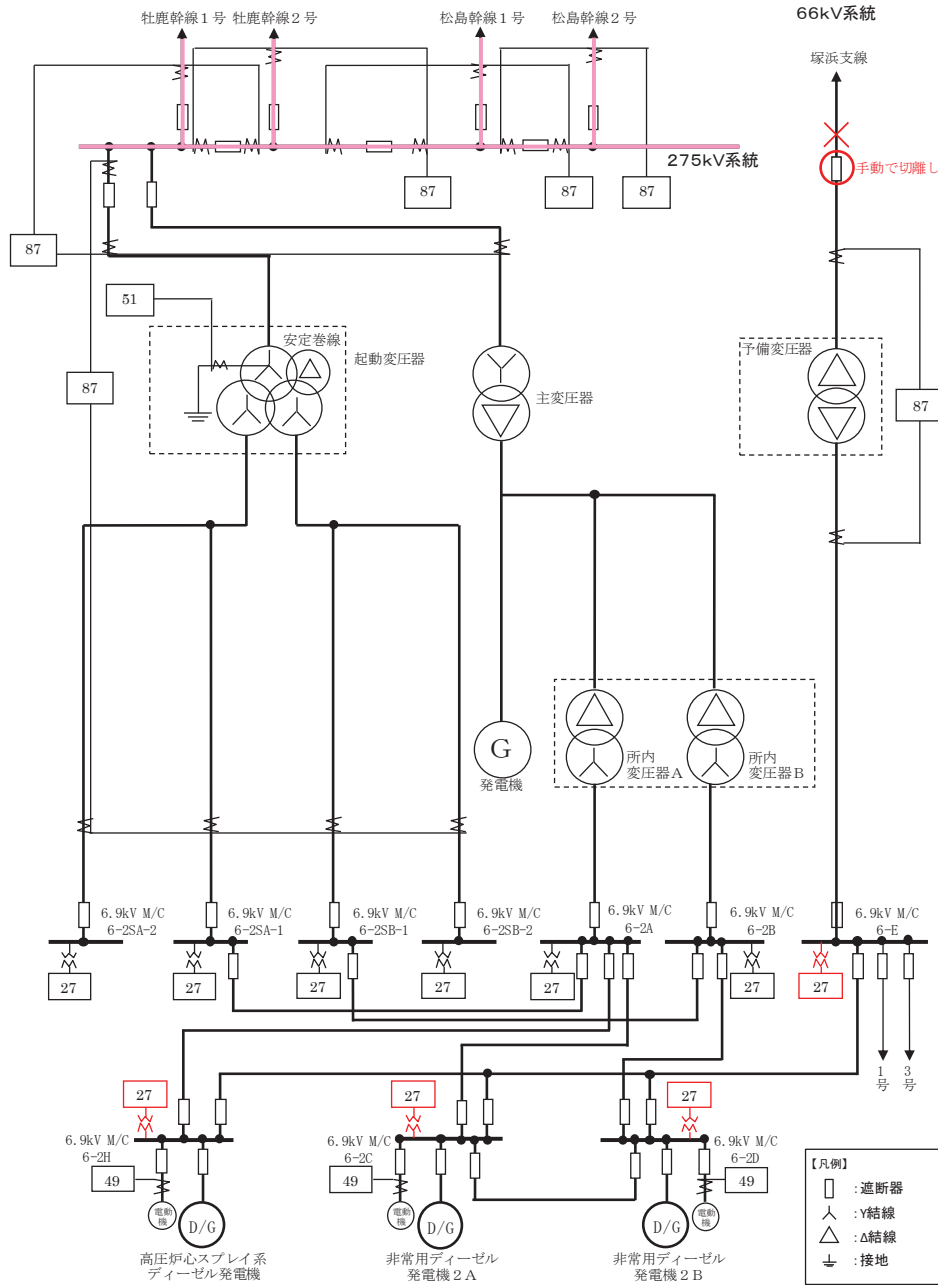 牡鹿幹線1号
牡鹿幹線2号
松島幹線1号
松島幹線2号
66kV系統
塚浜支線
275kV系統
手動で切離し
87
87
87
87
51
安定巻線
起動変圧器
87
主変圧器
予備変圧器
87
G
発電機
所内
変圧器A
所内
変圧器B
6.9kV M/C
6-2SA-2
6.9kV M/C
6-2SA-1
6.9kV M/C
6-2SB-1
6.9kV M/C
6-2SB-2
6.9kV M/C
6-2A
6.9kV M/C
6-2B
6.9kV M/C
6-E
27
27
27
27
27
27
27
1号
3号
27
27
27
6.9kV M/C
6-2H
6.9kV M/C
6-2C
6.9kV M/C
6-2D
49
49
49
電動
機
D/G
電動
機
D/G
D/G
電動
機
高圧炉心スプレイ系
ディーゼル発電機
非常用ディーゼル
発電機2A
非常用ディーゼル
発電機2B
【凡例】
:遮断器
:Y結線
:Δ結線
:接地